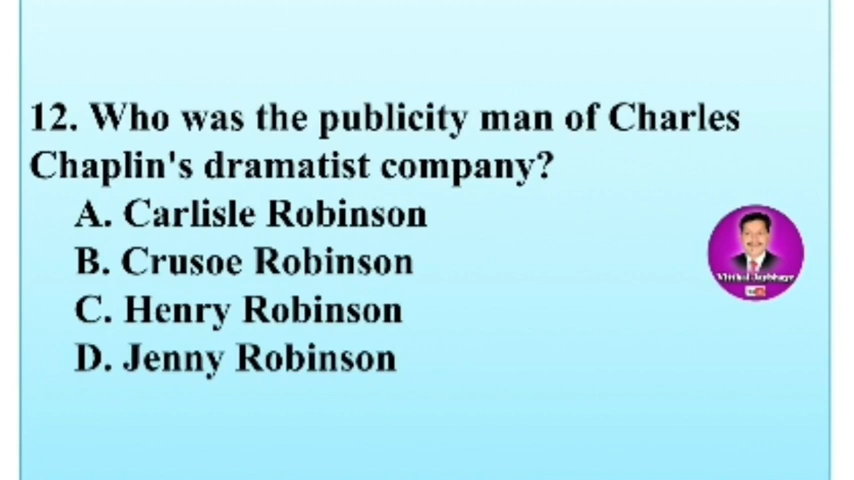 12. Who was the publicity man of Charles
Chaplin's dramatist company?
A. Carlisle Robinson
B. Crusoe Robinson
C. Henry Robinson
D. Jenny Robinson